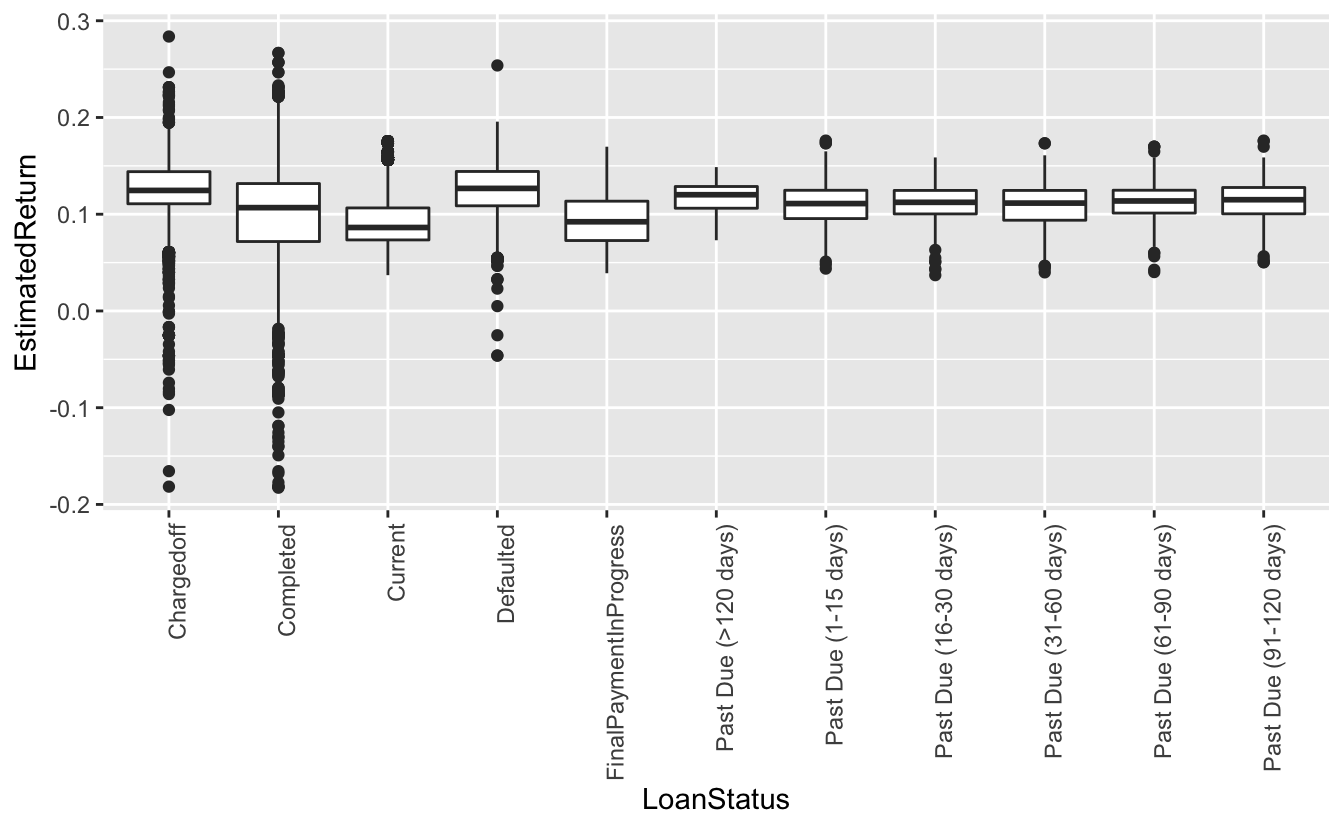 EstimatedReturn
0.3
0.2
0.1
0.0
-0.1
-0.2
Chargedoff
Completed
Current
Defaulted
FinalPaymentInProgress
Past Due (>120 days)
Past Due (1-15 days)
Past Due (16-30 days)
Past Due (31-60 days)
Past Due (61-90 days)
Past Due (91-120 days)
LoanStatus